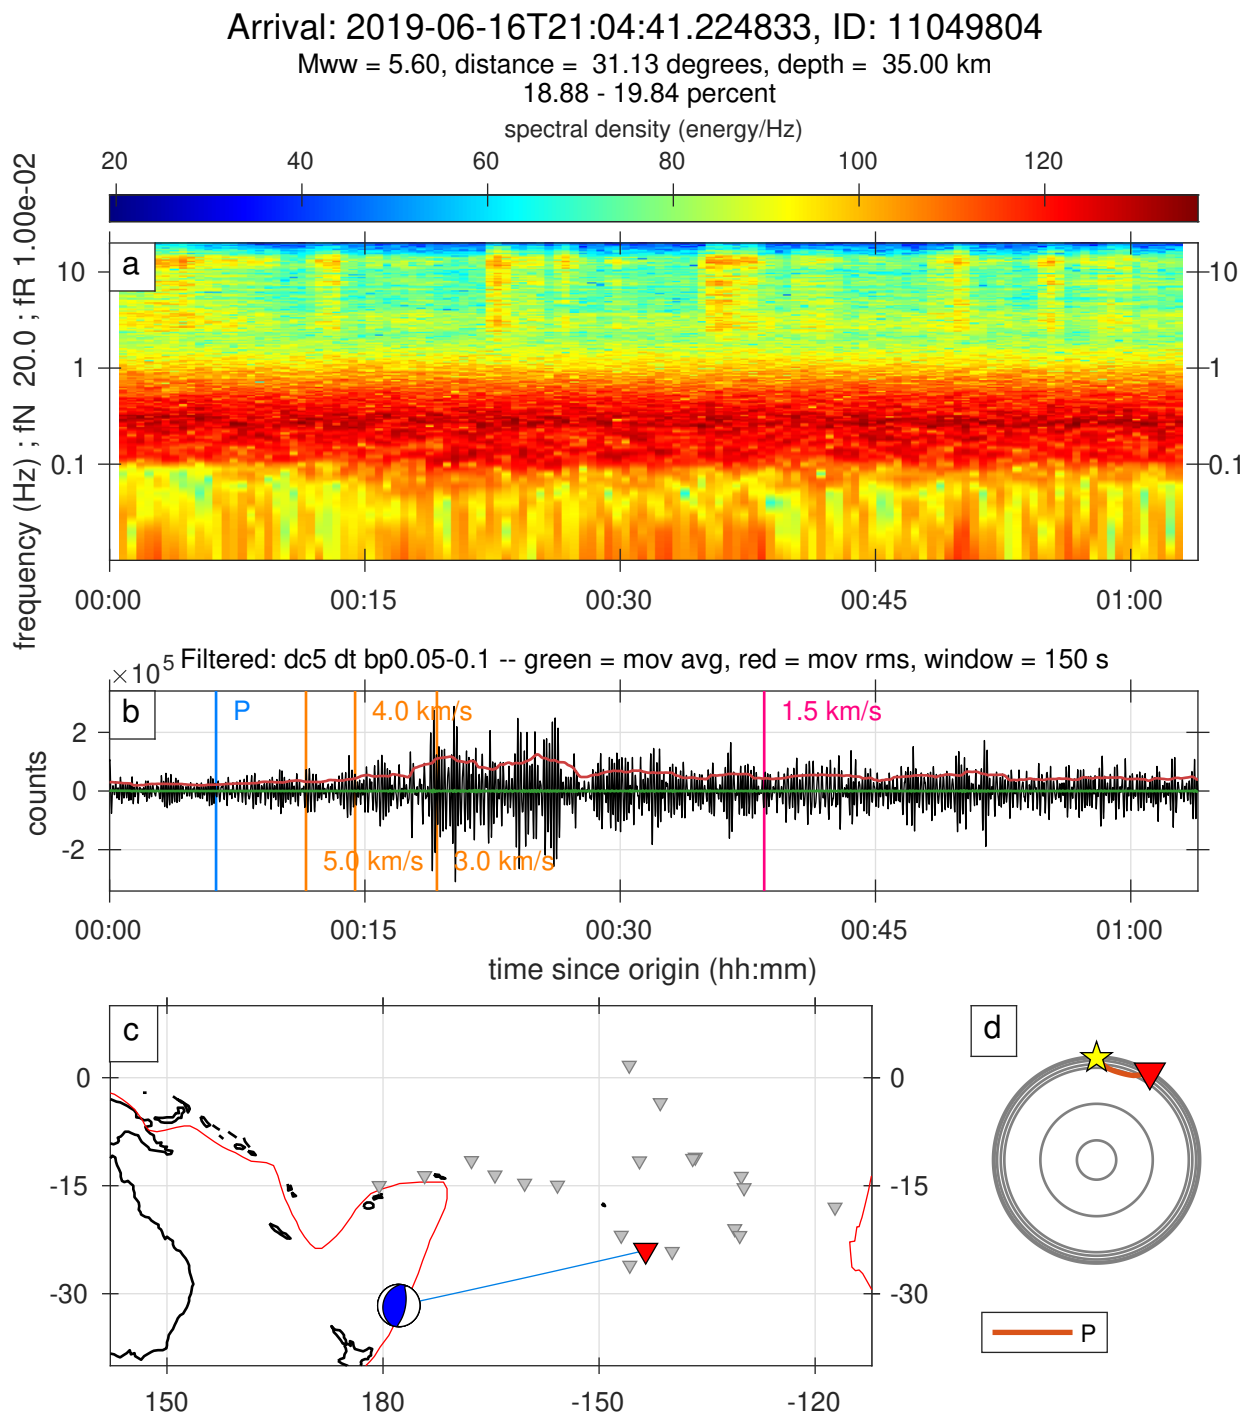 Arrival: 2019-06-16T21:04:41.224833, ID: 11049804
Mww = 5.60, distance = 31.13 degrees, depth = 35.00 km
18.88 - 19.84 percent
spectral density (energy/Hz)
20 40 60 80 100 120
frequency (Hz) ; fN 20.0 ; fR 1.00e-02
a
10 10
1 1
0.1 0.1
00:00 00:15 00:30 00:45 01:00
×10^5 Filtered: dc5 dt bp0.05-0.1 -- green = mov avg, red = mov rms, window = 150 s
b
P 4.0 km/s 1.5 km/s
2
0
-2
counts
5.0 km/s 3.0 km/s
00:00 00:15 00:30 00:45 01:00
time since origin (hh:mm)
c
d
0 0
-15 -15
-30 -30
150 180 -150 -120
P